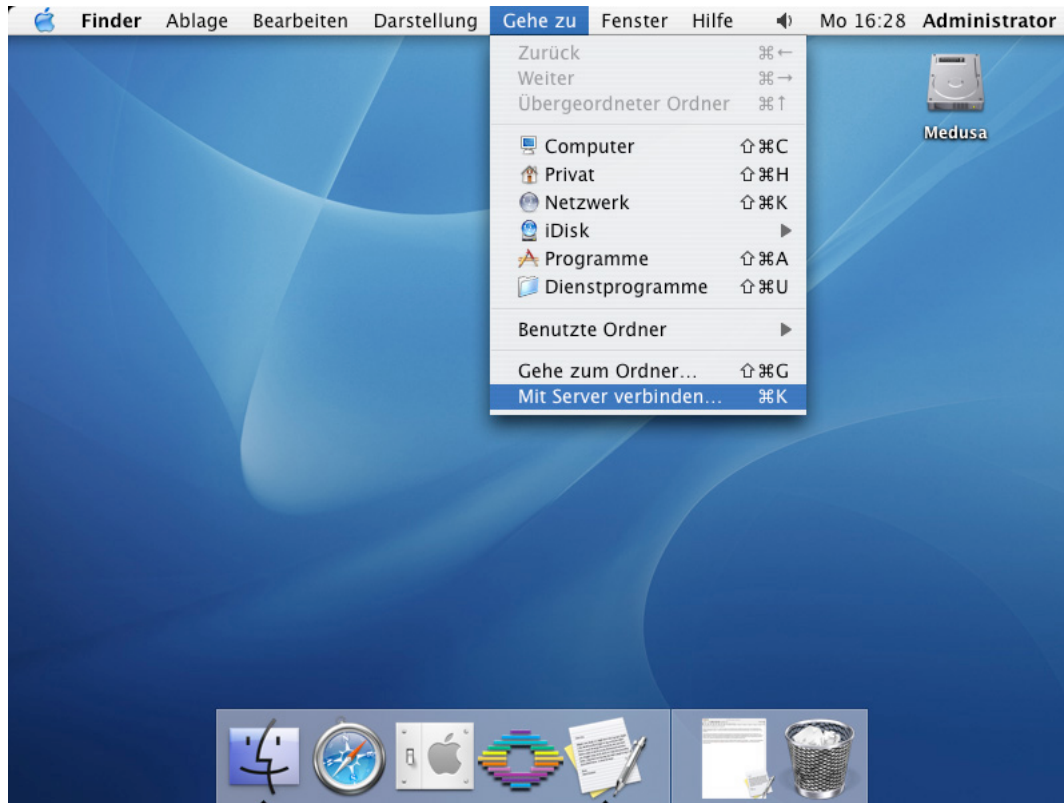 Finder Ablage Bearbeiten Darstellung Gehe zu Fenster Hilfe Mo 16:28 Administrator
Zurück ⌘←
Weiter ⌘→
Übergeordneter Ordner ⌘↑
Computer ⇧⌘C
Privat ⇧⌘H
Netzwerk ⇧⌘K
iDisk ▶
Programme ⇧⌘A
Dienstprogramme ⇧⌘U
Benutzte Ordner ▶
Gehe zum Ordner... ⇧⌘G
Mit Server verbinden... ⌘K
Medusa